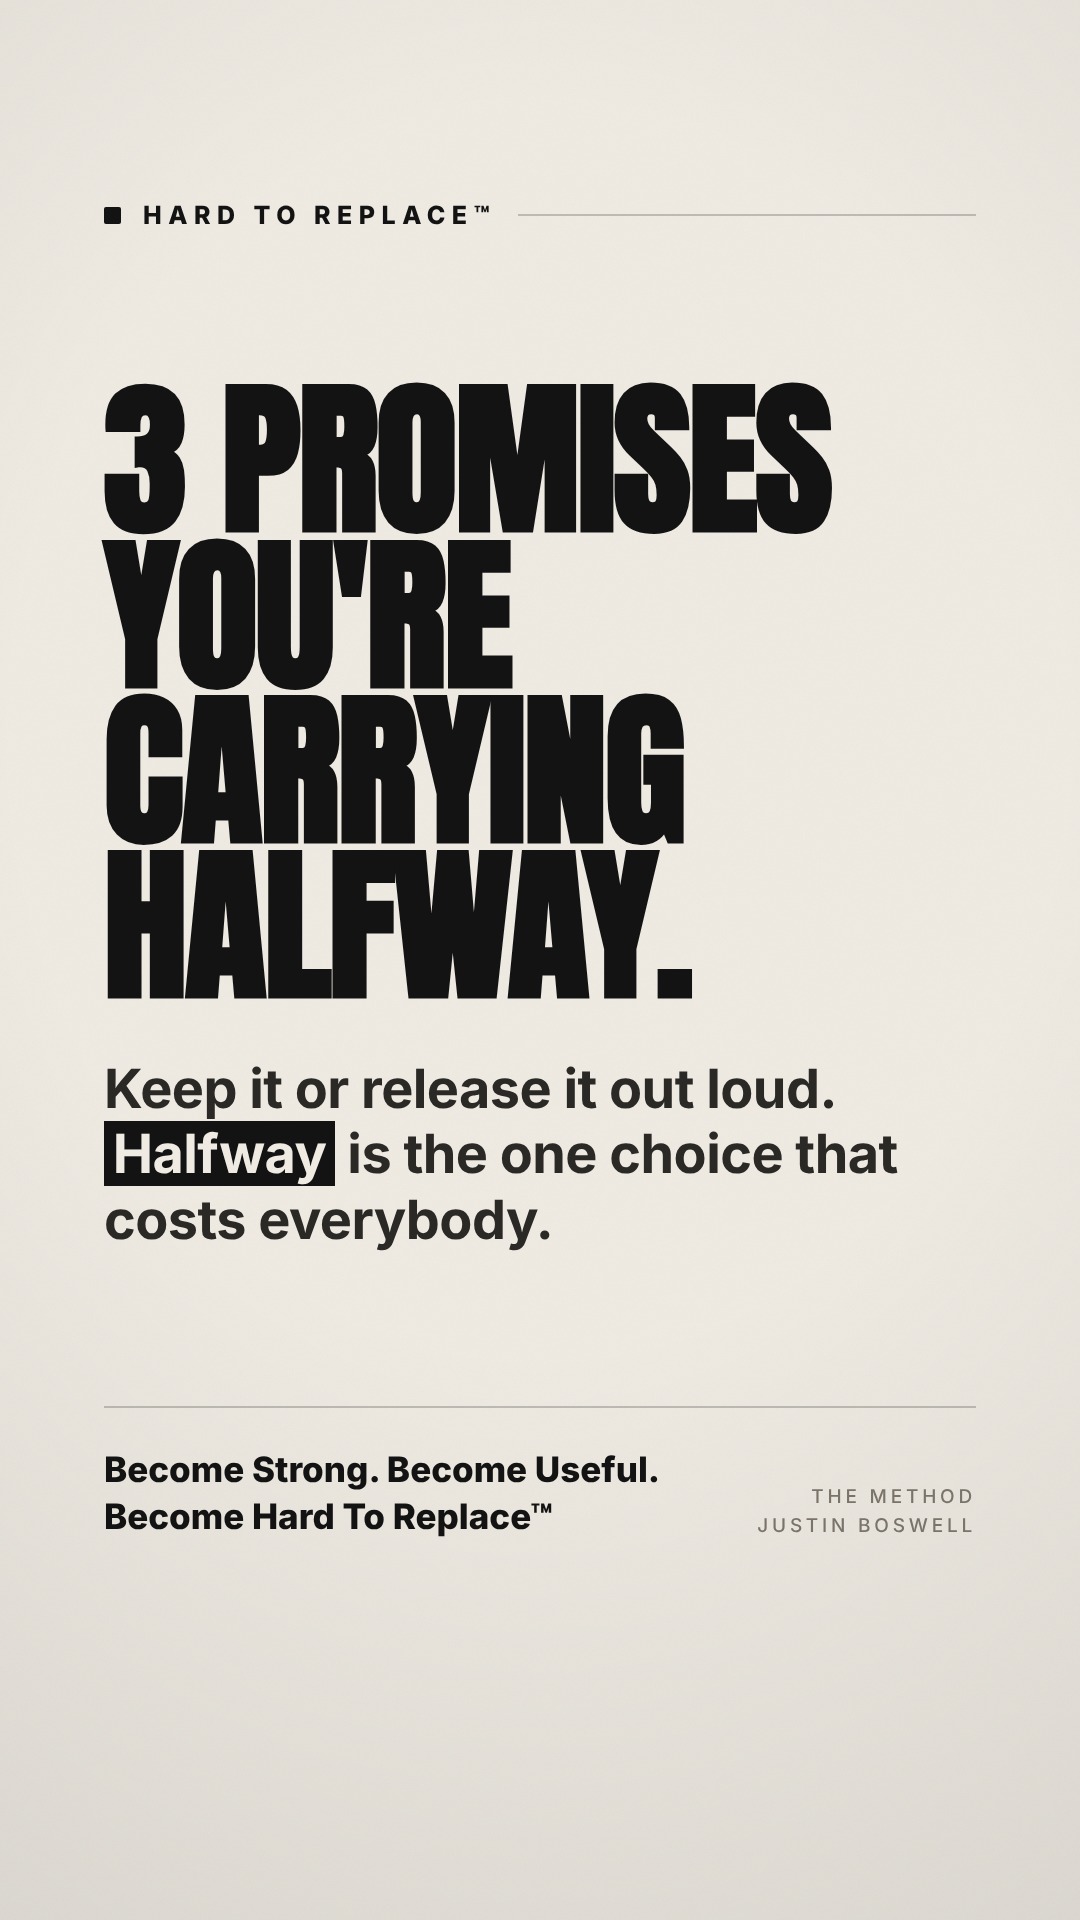 HARD TO REPLACE™
3 PROMISES
YOU'RE
CARRYING
HALFWAY.
Keep it or release it out loud.
Halfway is the one choice that
costs everybody.
Become Strong. Become Useful.
Become Hard To Replace™
THE METHOD
JUSTIN BOSWELL